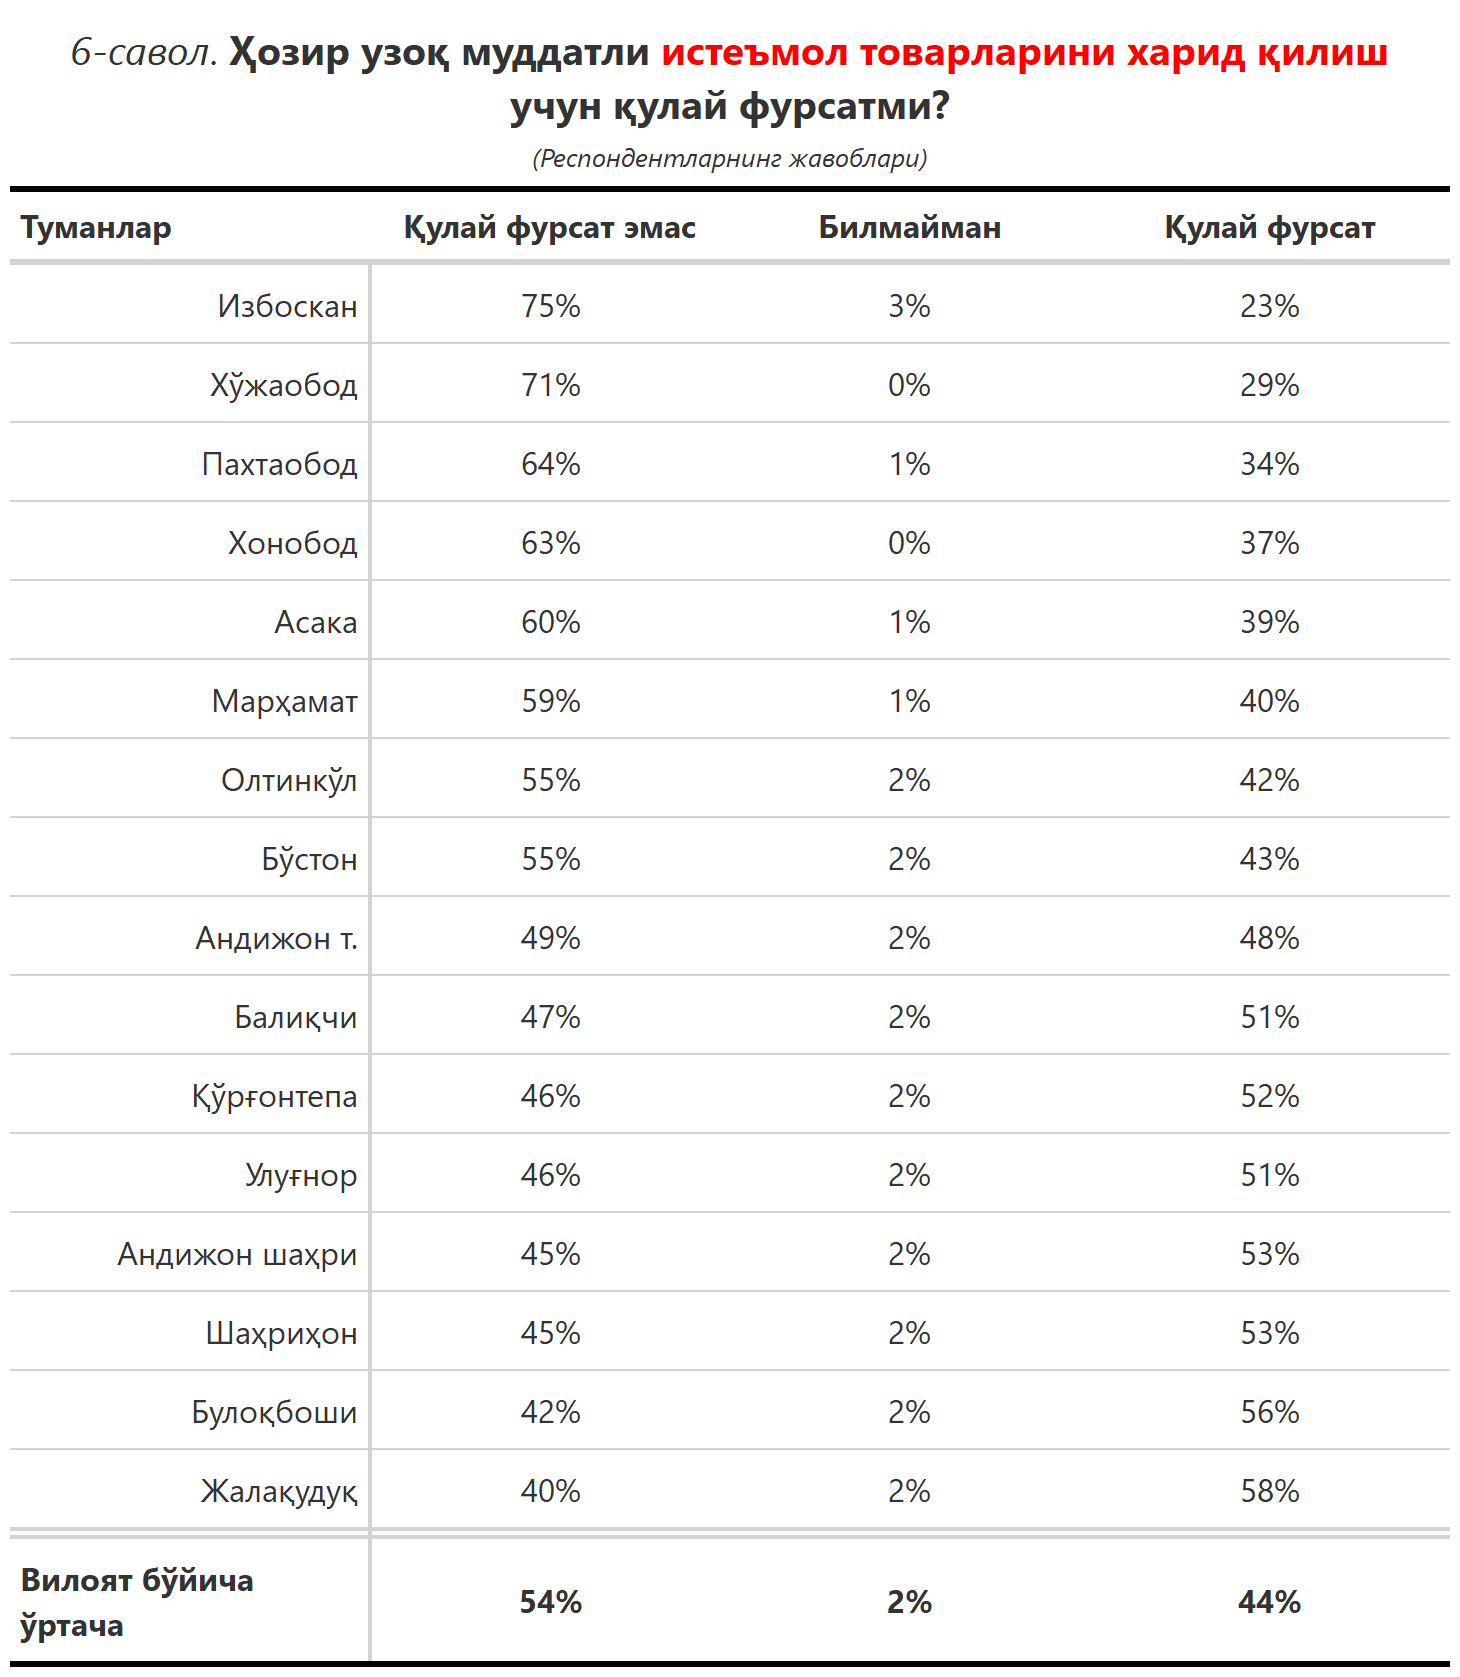 6-савол. Ҳозир узоқ муддатли истеъмол товарларини харид қилиш
учун қулай фурсатми?
(Респондентларнинг жавоблари)
Туманлар Қулай фурсат эмас Билмайман Қулай фурсат
Избоскан 75% 3% 23%
Хўжаобод 71% 0% 29%
Пахтаобод 64% 1% 34%
Хонобод 63% 0% 37%
Асака 60% 1% 39%
Марҳамат 59% 1% 40%
Олтинкўл 55% 2% 42%
Бўстон 55% 2% 43%
Андижон т. 49% 2% 48%
Балиқчи 47% 2% 51%
Қўрғонтепа 46% 2% 52%
Улуғнор 46% 2% 51%
Андижон шаҳри 45% 2% 53%
Шаҳриҳон 45% 2% 53%
Булоқбоши 42% 2% 56%
Жалақудуқ 40% 2% 58%
Вилоят бўйича
ўртача 54% 2% 44%